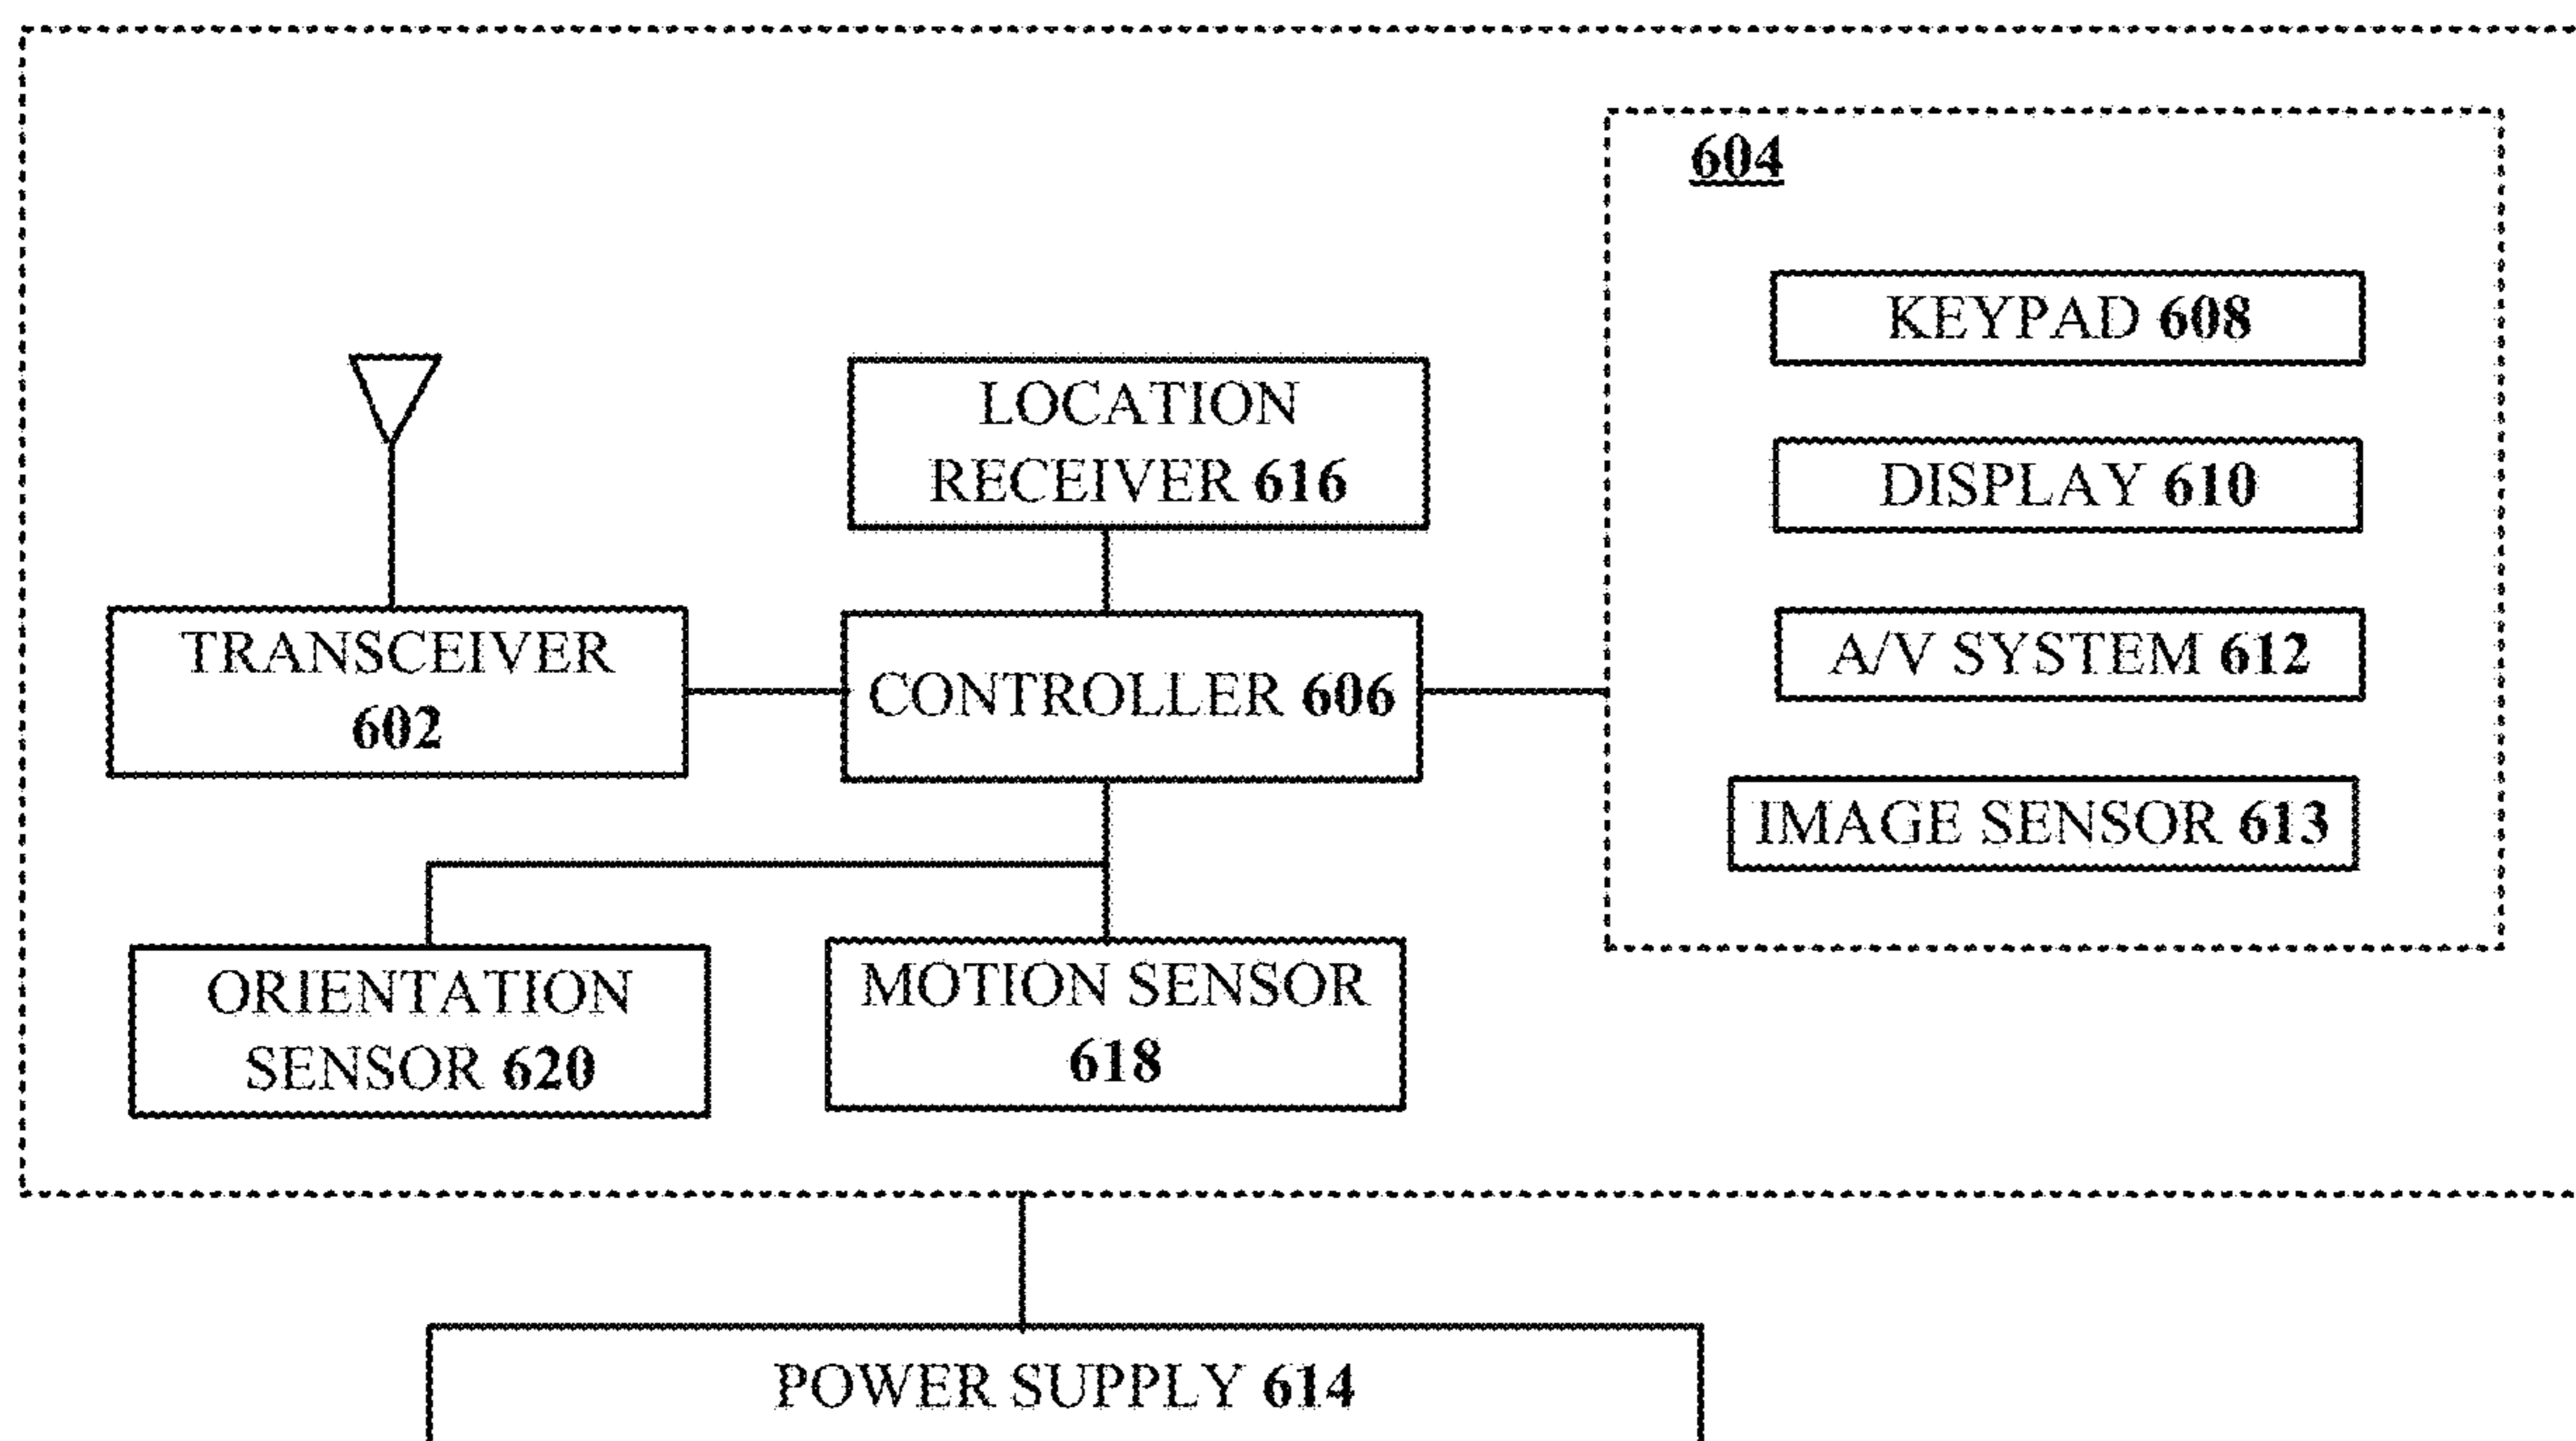 604
KEYPAD 608
LOCATION
RECEIVER 616
DISPLAY 610
TRANSCEIVER
602
CONTROLLER 606
A/V SYSTEM 612
IMAGE SENSOR 613
ORIENTATION
SENSOR 620
MOTION SENSOR
618
POWER SUPPLY 614